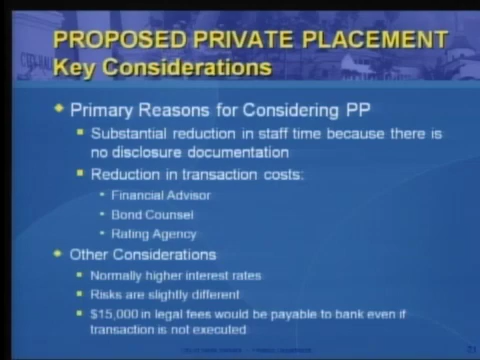 PROPOSED PRIVATE PLACEMENT
Key Considerations
Primary Reasons for Considering PP
Substantial reduction in staff time because there is
no disclosure documentation
Reduction in transaction costs:
Financial Advisor
Bond Counsel
Rating Agency
Other Considerations
Normally higher interest rates
Risks are slightly different
$15,000 in legal fees would be payable to bank even if
transaction is not executed